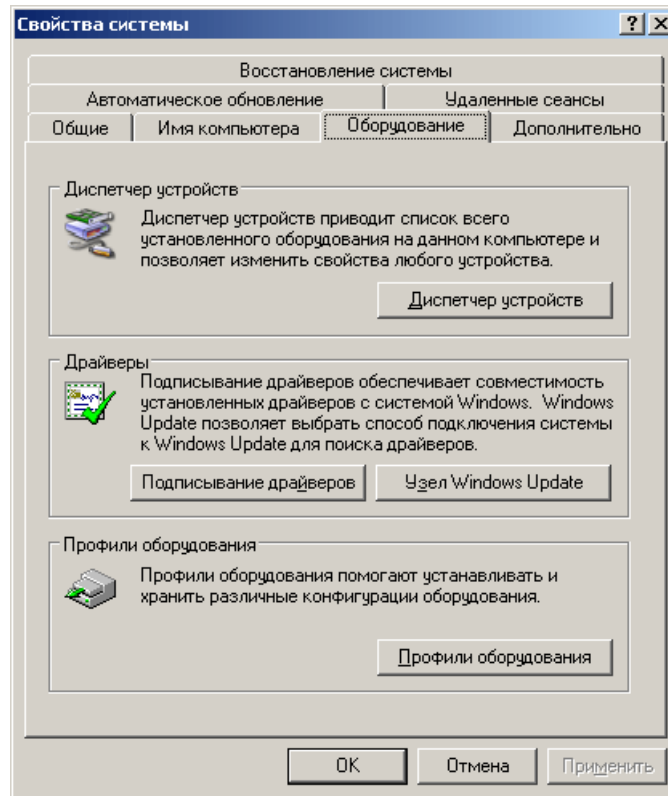 Свойства системы
Восстановление системы
Автоматическое обновление
Удаленные сеансы
Общие
Имя компьютера
Оборудование
Дополнительно
Диспетчер устройств
Диспетчер устройств приводит список всего
установленного оборудования на данном компьютере и
позволяет изменить свойства любого устройства.
Диспетчер устройств
Драйверы
Подписывание драйверов обеспечивает совместимость
установленных драйверов с системой Windows. Windows
Update позволяет выбрать способ подключения системы
к Windows Update для поиска драйверов.
Подписывание драйверов
Узел Windows Update
Профили оборудования
Профили оборудования помогают устанавливать и
хранить различные конфигурации оборудования.
Профили оборудования
OK
Отмена
Применить